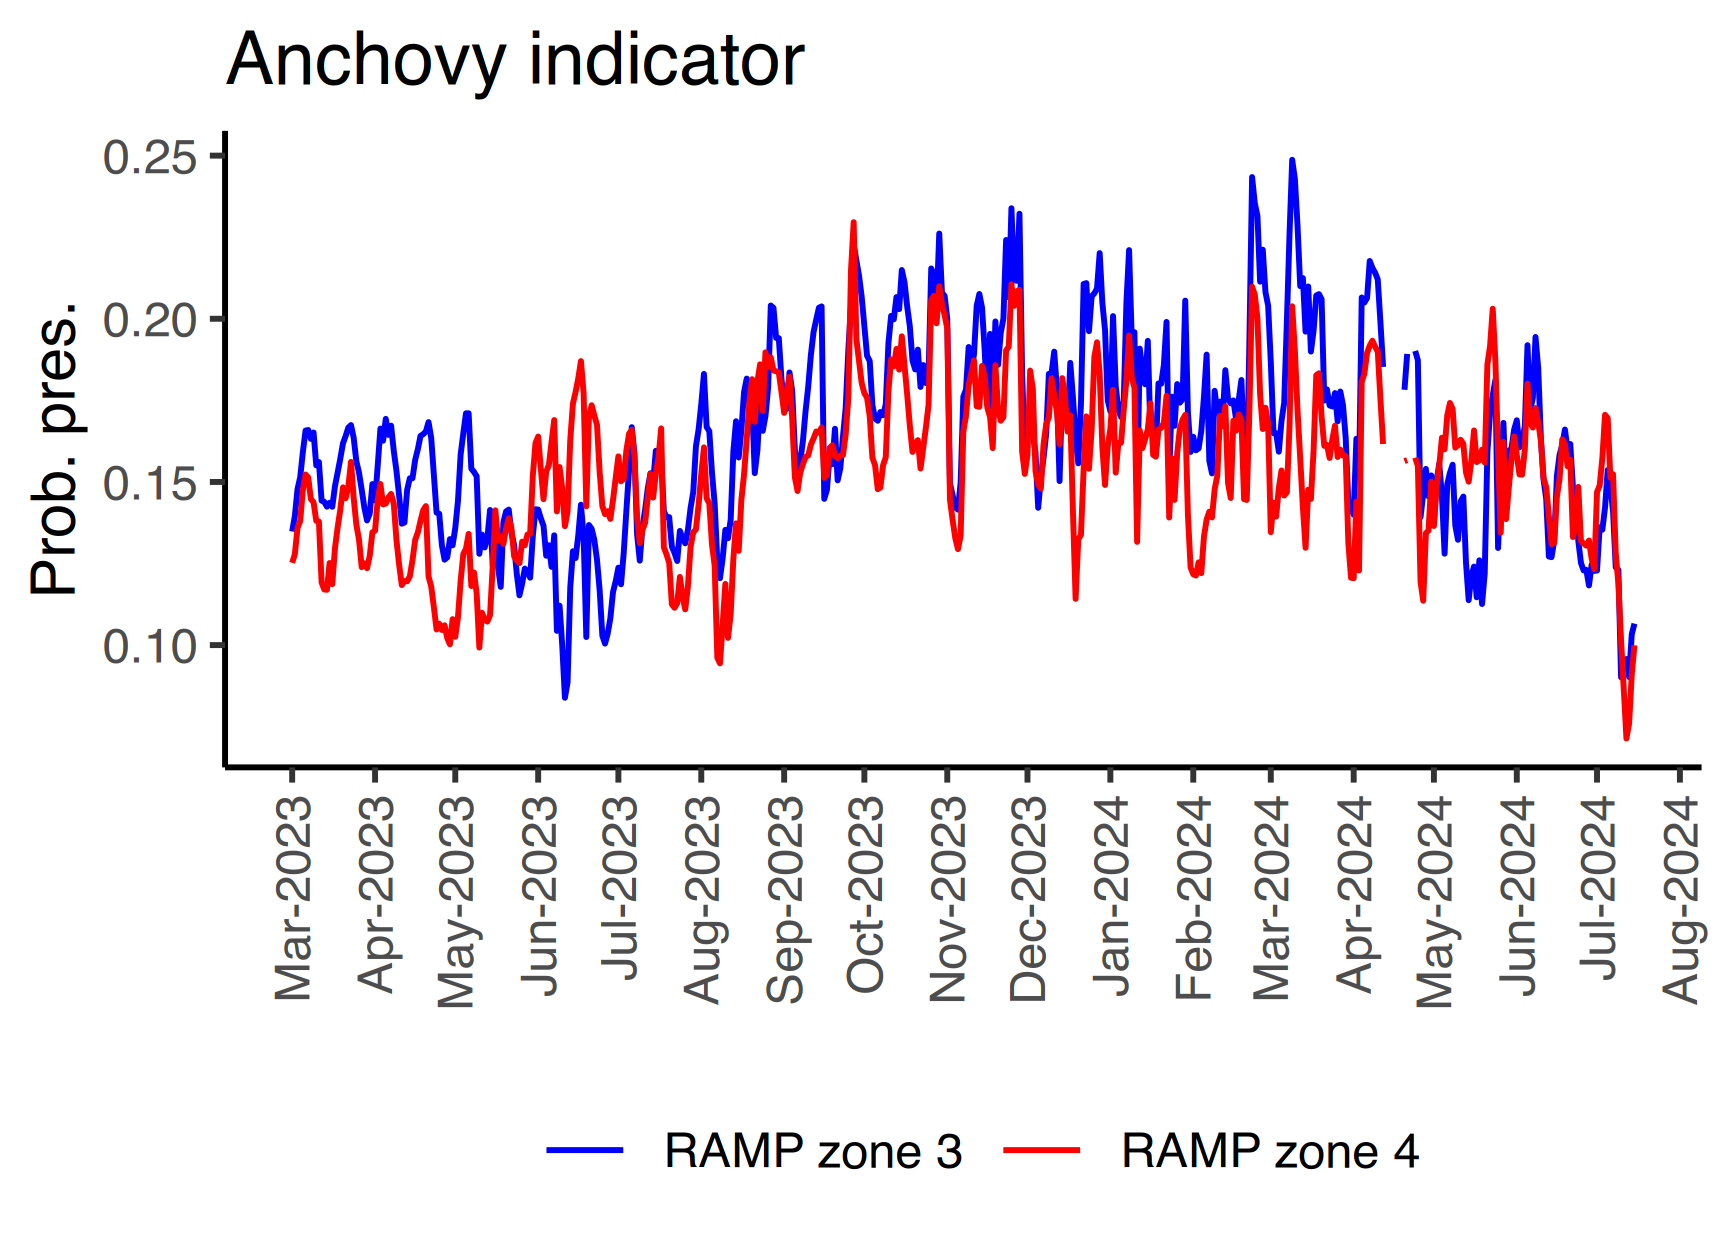 Anchovy indicator
Prob. pres.
0.25
0.20
0.15
0.10
Mar-2023
Apr-2023
May-2023
Jun-2023
Jul-2023
Aug-2023
Sep-2023
Oct-2023
Nov-2023
Dec-2023
Jan-2024
Feb-2024
Mar-2024
Apr-2024
May-2024
Jun-2024
Jul-2024
Aug-2024
RAMP zone 3
RAMP zone 4